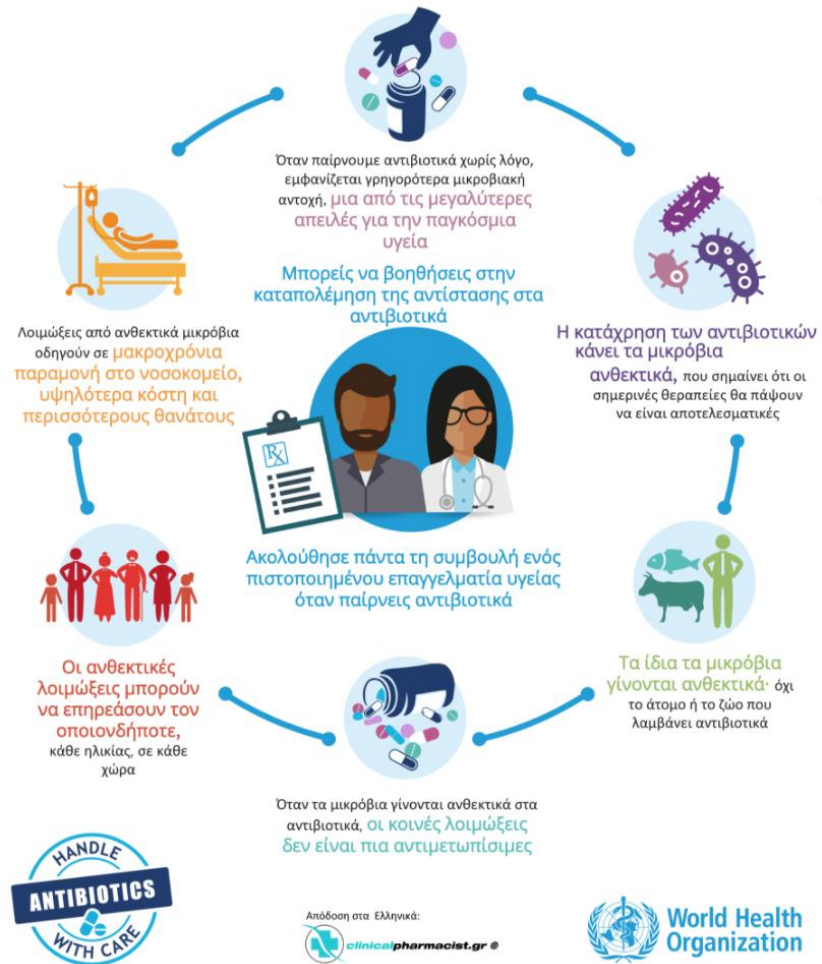 Όταν παίρνουμε αντιβιοτικά χωρίς λόγο,
εμφανίζεται γρηγορότερα μικροβιακή
αντοχή, μια από τις μεγαλύτερες
απειλές για την παγκόσμια
υγεία
Μπορείς να βοηθήσεις στην
καταπολέμηση της αντίστασης στα
αντιβιοτικά
Η κατάχρηση των αντιβιοτικών
κάνει τα μικρόβια
ανθεκτικά, που σημαίνει ότι οι
σημερινές θεραπείες θα πάψουν
να είναι αποτελεσματικές
Τα ίδια τα μικρόβια
γίνονται ανθεκτικά· όχι
το άτομο ή το ζώο που
λαμβάνει αντιβιοτικά
Όταν τα μικρόβια γίνονται ανθεκτικά στα
αντιβιοτικά, οι κοινές λοιμώξεις
δεν είναι πια αντιμετωπίσιμες
Οι ανθεκτικές
λοιμώξεις μπορούν
να επηρεάσουν τον
οποιονδήποτε,
κάθε ηλικίας, σε κάθε
χώρα
Λοιμώξεις από ανθεκτικά μικρόβια
οδηγούν σε μακροχρόνια
παραμονή στο νοσοκομείο,
υψηλότερα κόστη και
περισσότερους θανάτους
Rx
Ακολούθησε πάντα τη συμβουλή ενός
πιστοποιημένου επαγγελματία υγείας
όταν παίρνεις αντιβιοτικά
HANDLE
ANTIBIOTICS
WITH CARE
Απόδοση στα Ελληνικά:
clinicalpharmacist.gr ®
World Health
Organization